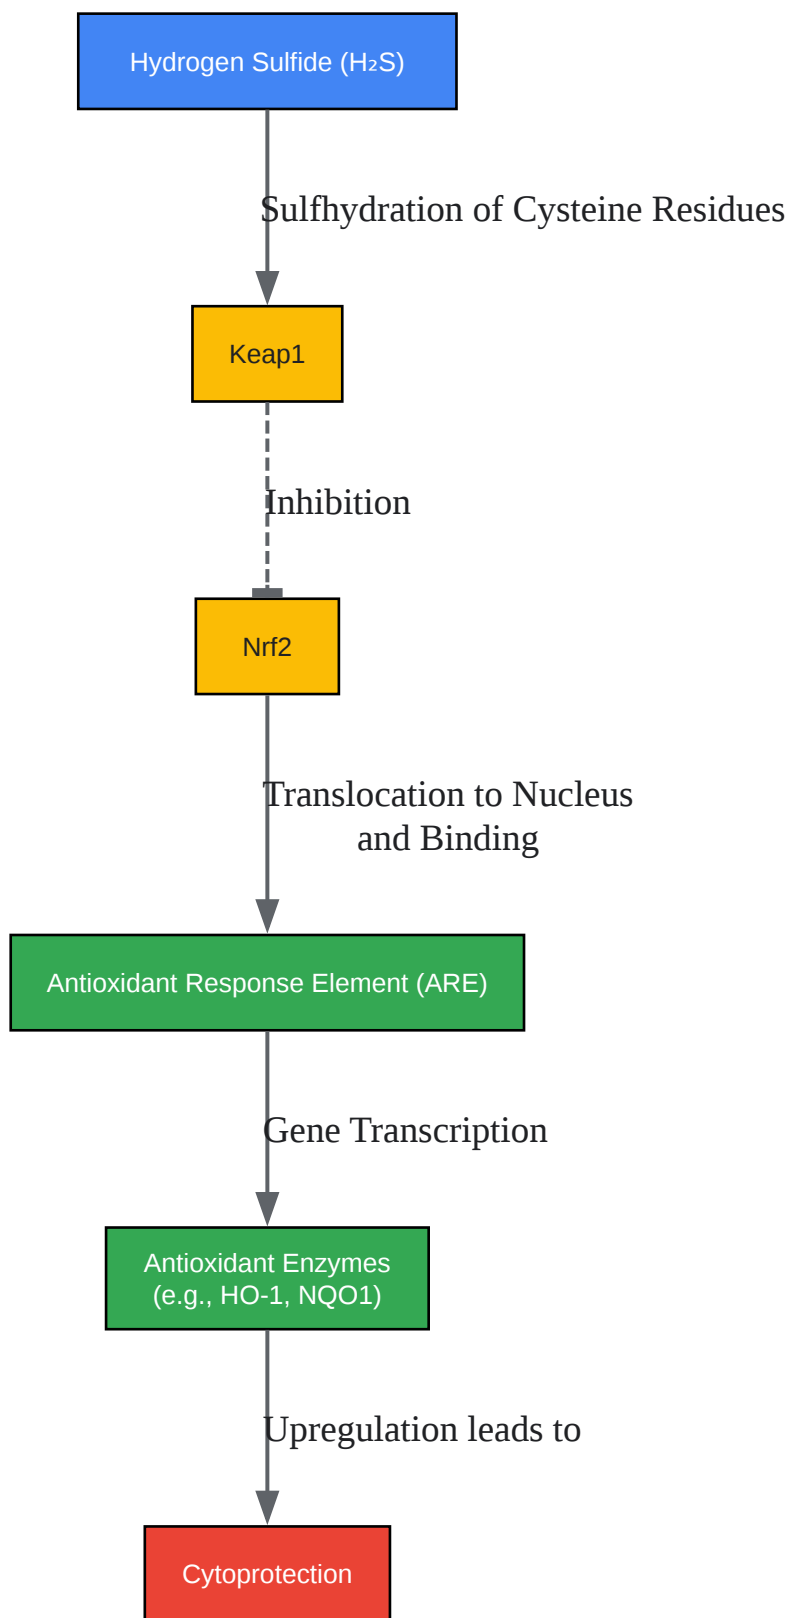 Hydrogen Sulfide (H₂S)
Sulfhydration of Cysteine Residues
Keap1
Inhibition
Nrf2
Translocation to Nucleus
and Binding
Antioxidant Response Element (ARE)
Gene Transcription
Antioxidant Enzymes
(e.g., HO-1, NQO1)
Upregulation leads to
Cytoprotection